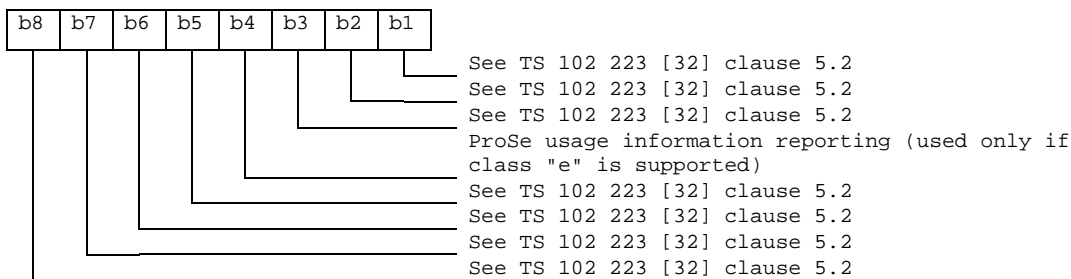 b8 b7 b6 b5 b4 b3 b2 b1
See TS 102 223 [32] clause 5.2
See TS 102 223 [32] clause 5.2
See TS 102 223 [32] clause 5.2
ProSe usage information reporting (used only if
class "e" is supported)
See TS 102 223 [32] clause 5.2
See TS 102 223 [32] clause 5.2
See TS 102 223 [32] clause 5.2
See TS 102 223 [32] clause 5.2